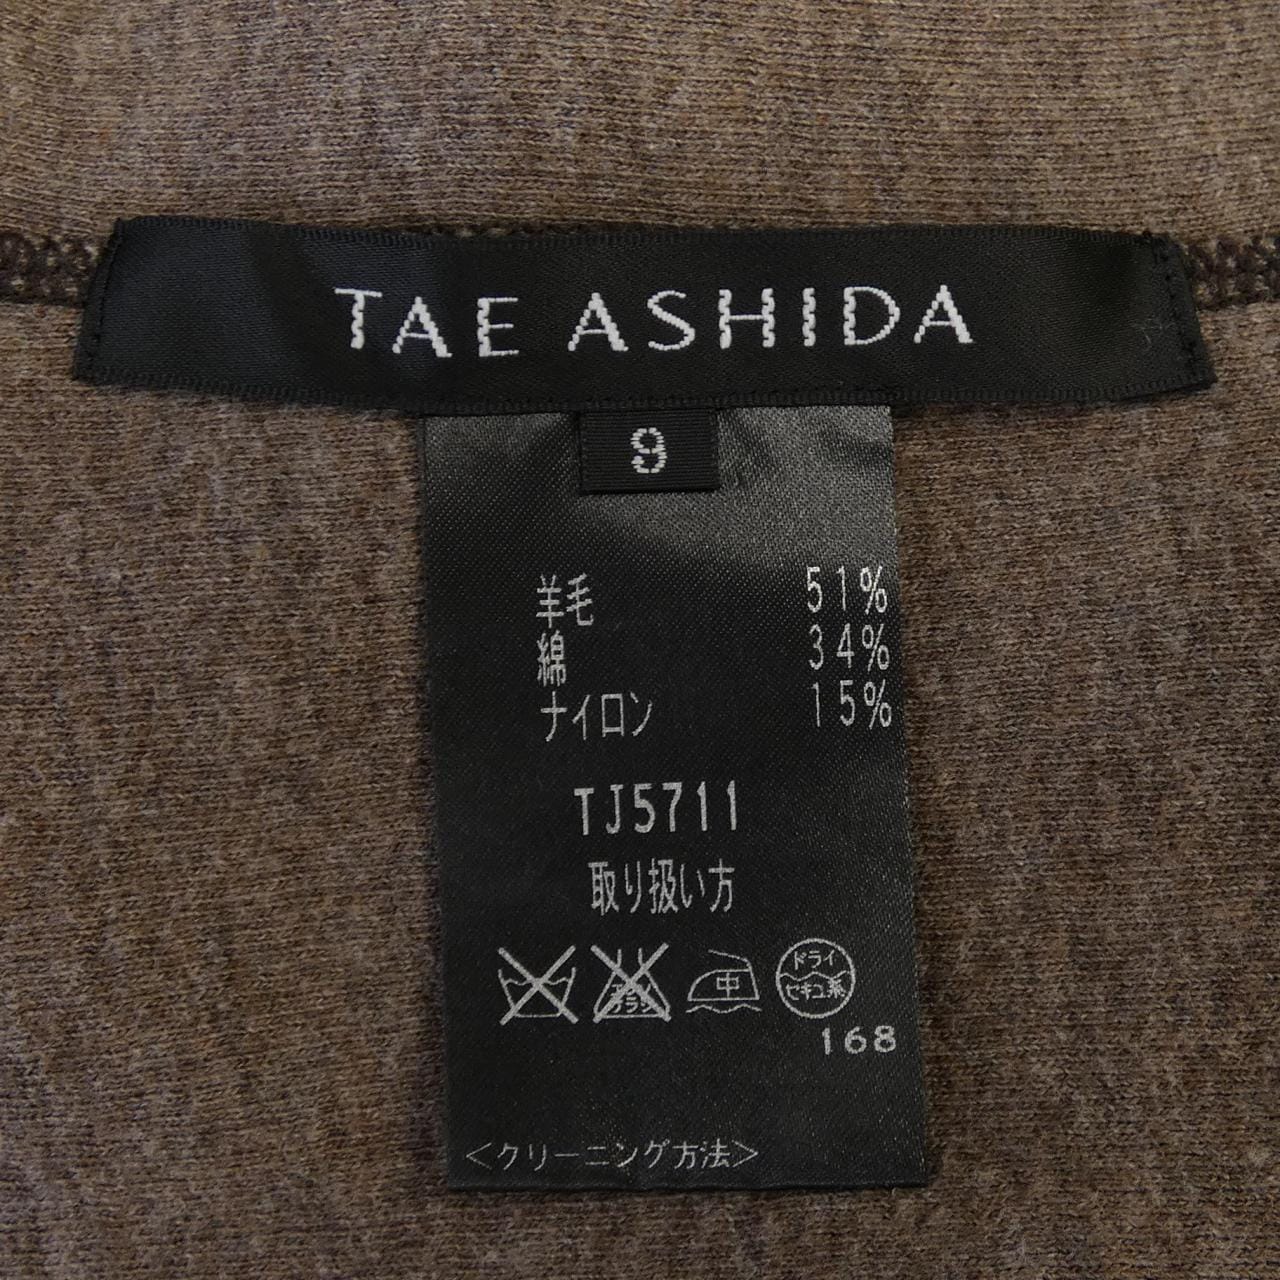 TAE ASHIDA
9
羊毛 51%
綿 34%
ナイロン 15%
TJ5711
取り扱い方
中 ドライ
セキユ系
168
<クリーニング方法>